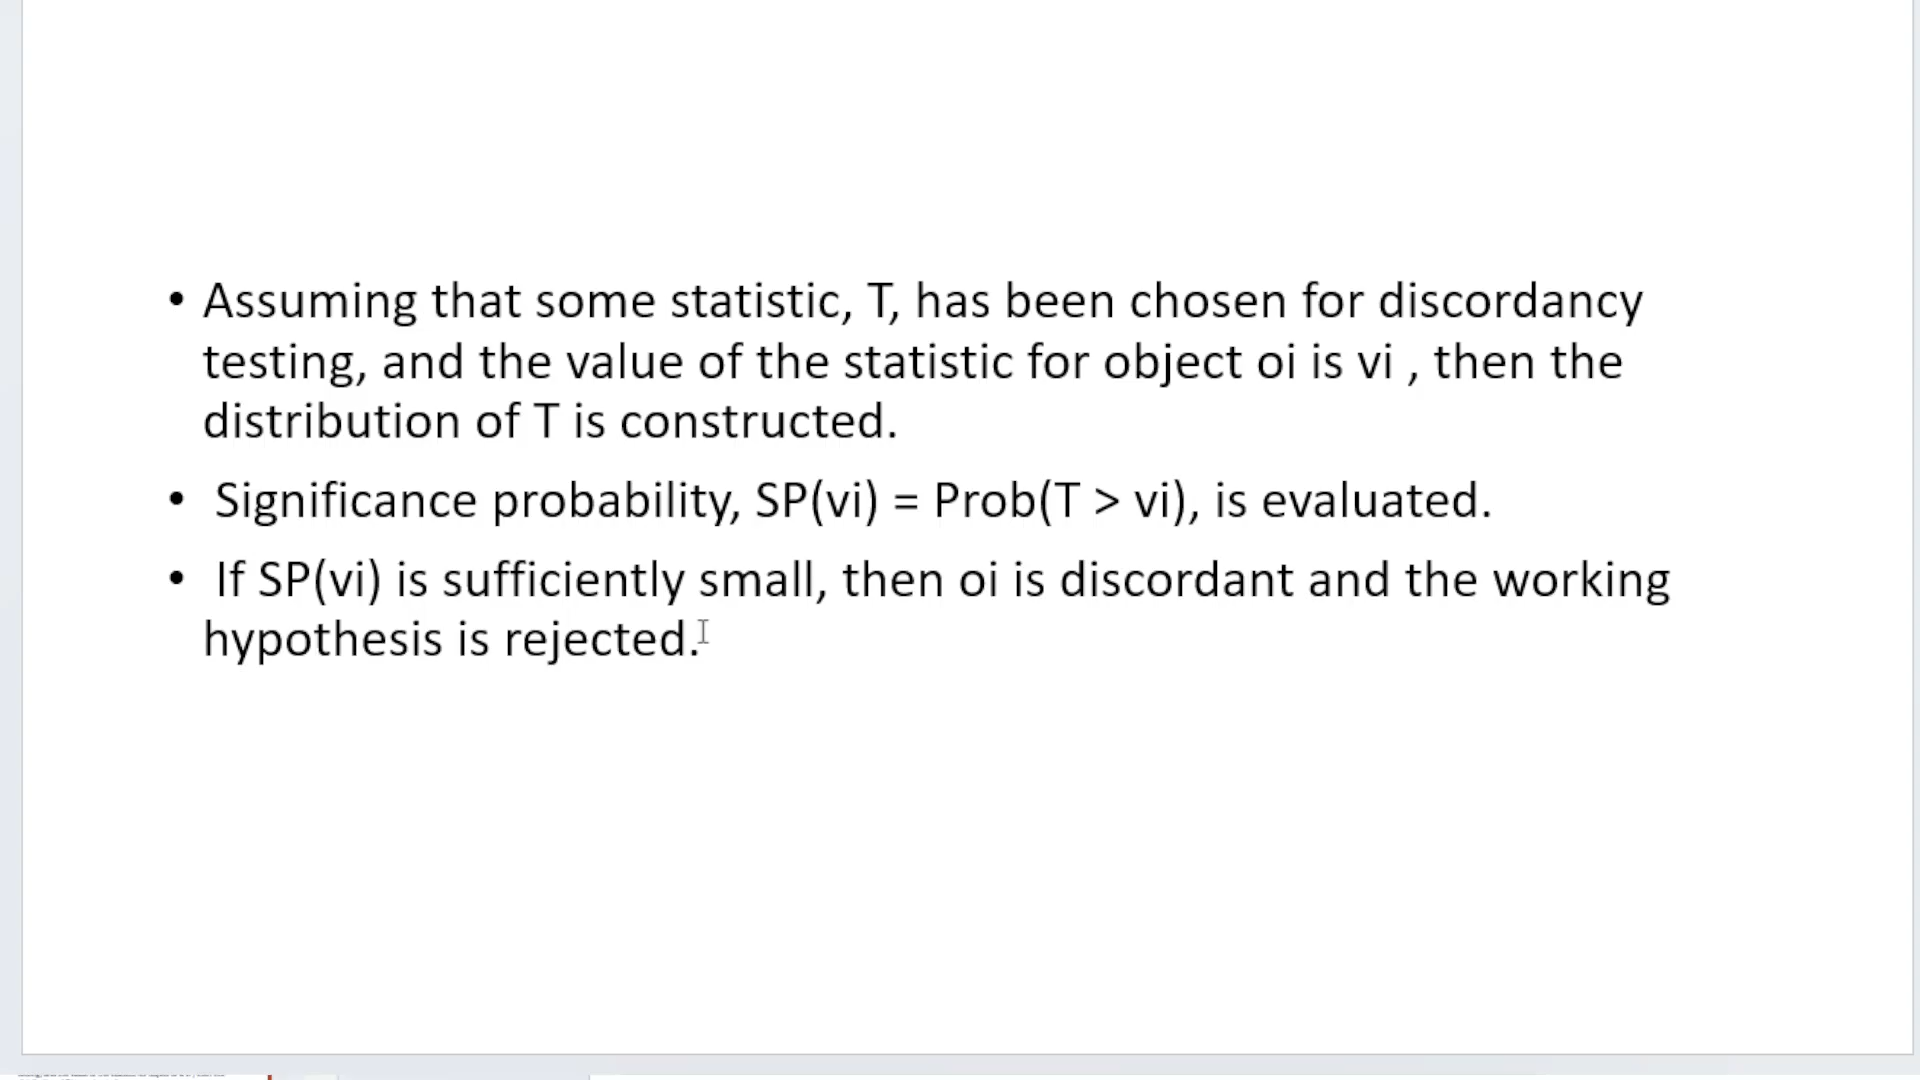 • Assuming that some statistic, T, has been chosen for discordancy
testing, and the value of the statistic for object oi is vi , then the
distribution of T is constructed.
• Significance probability, SP(vi) = Prob(T > vi), is evaluated.
• If SP(vi) is sufficiently small, then oi is discordant and the working
hypothesis is rejected.